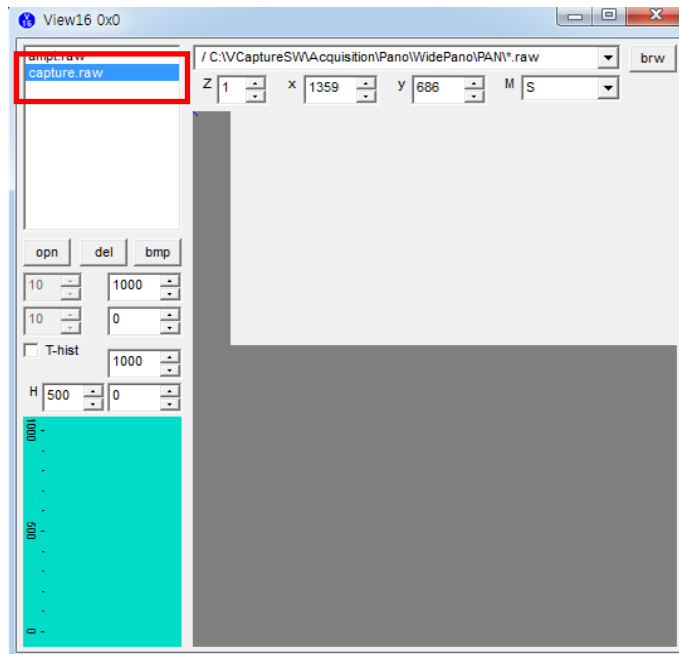 View16 0x0
ampt.raw
capture.raw
/ C:\VCaptureSW\Acquisition\Pano\WidePano\PAN\*.raw
brw
Z 1 x 1359 y 686 M S
opn del bmp
10 1000
10 0
T-hist
1000
H 500 0
1000
500
0